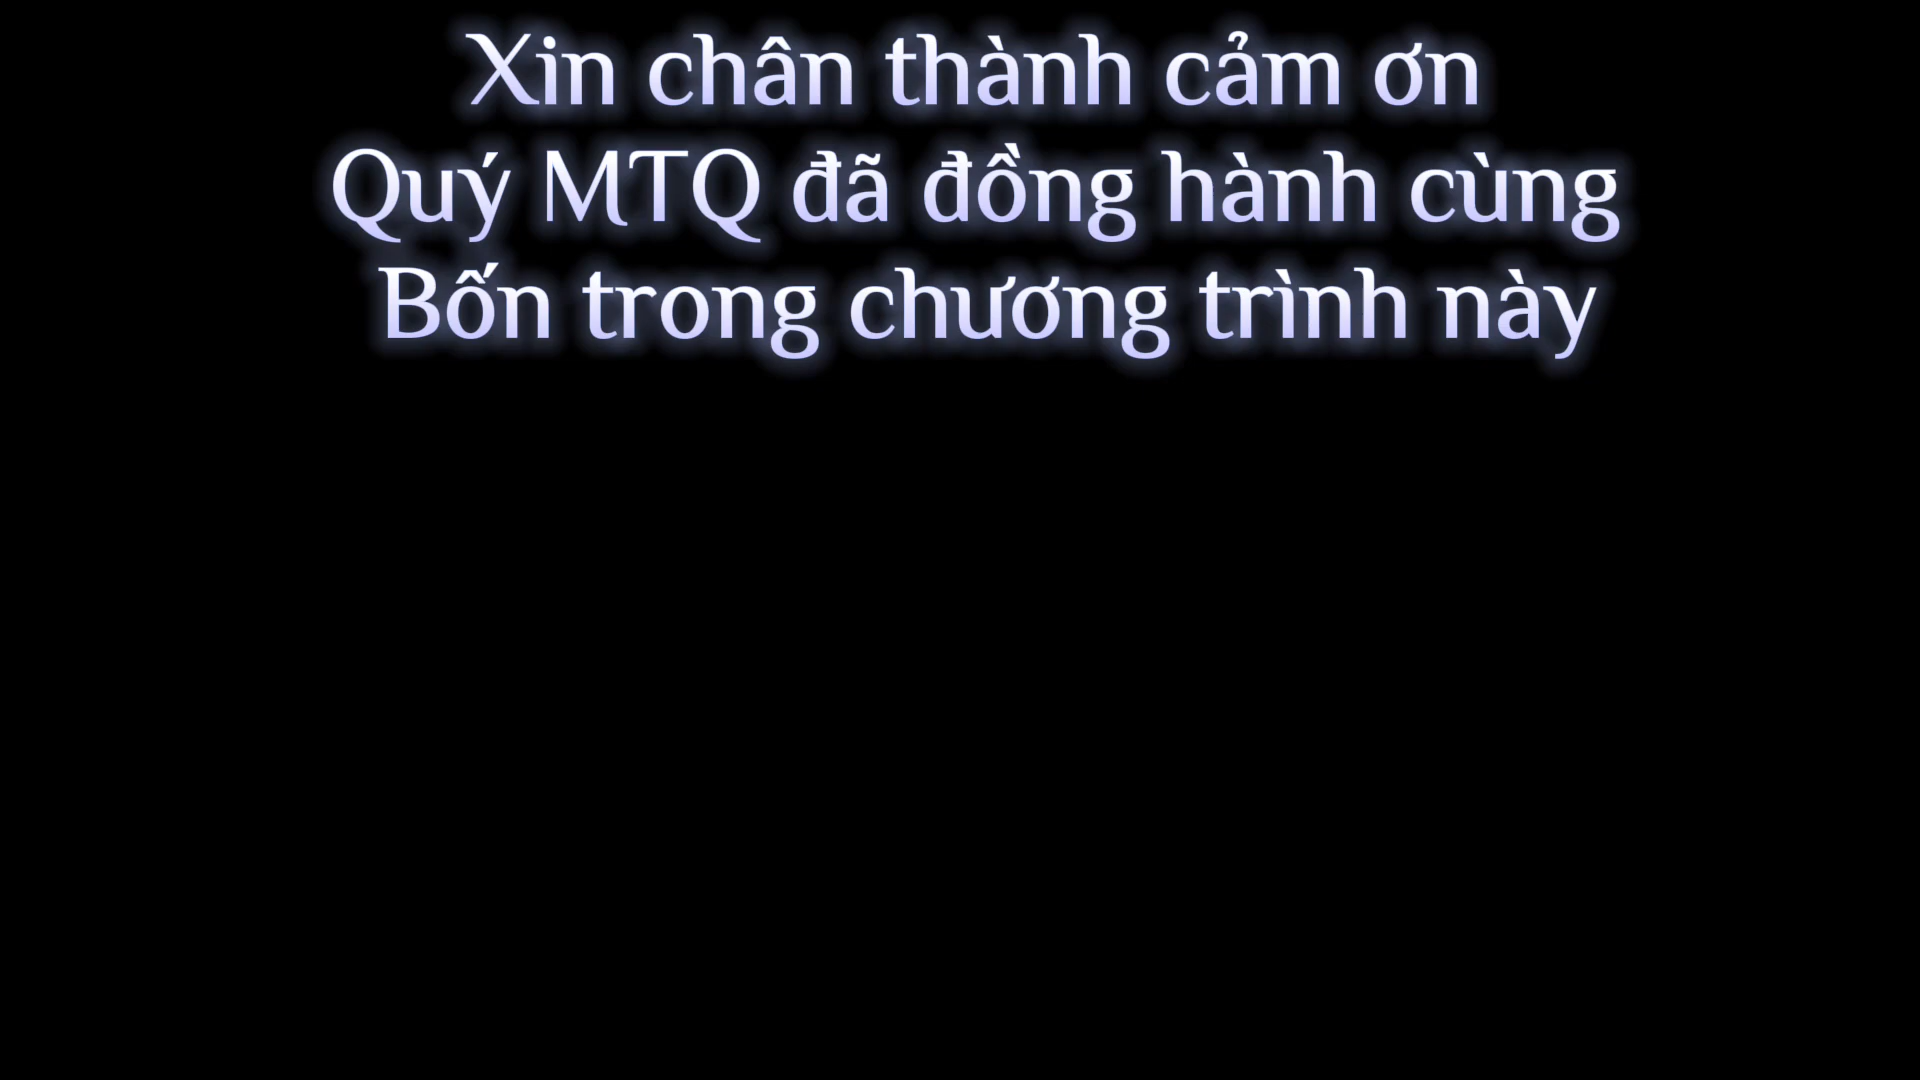 Xin chân thành cảm ơn
Quý MTQ đã đồng hành cùng
Bốn trong chương trình này